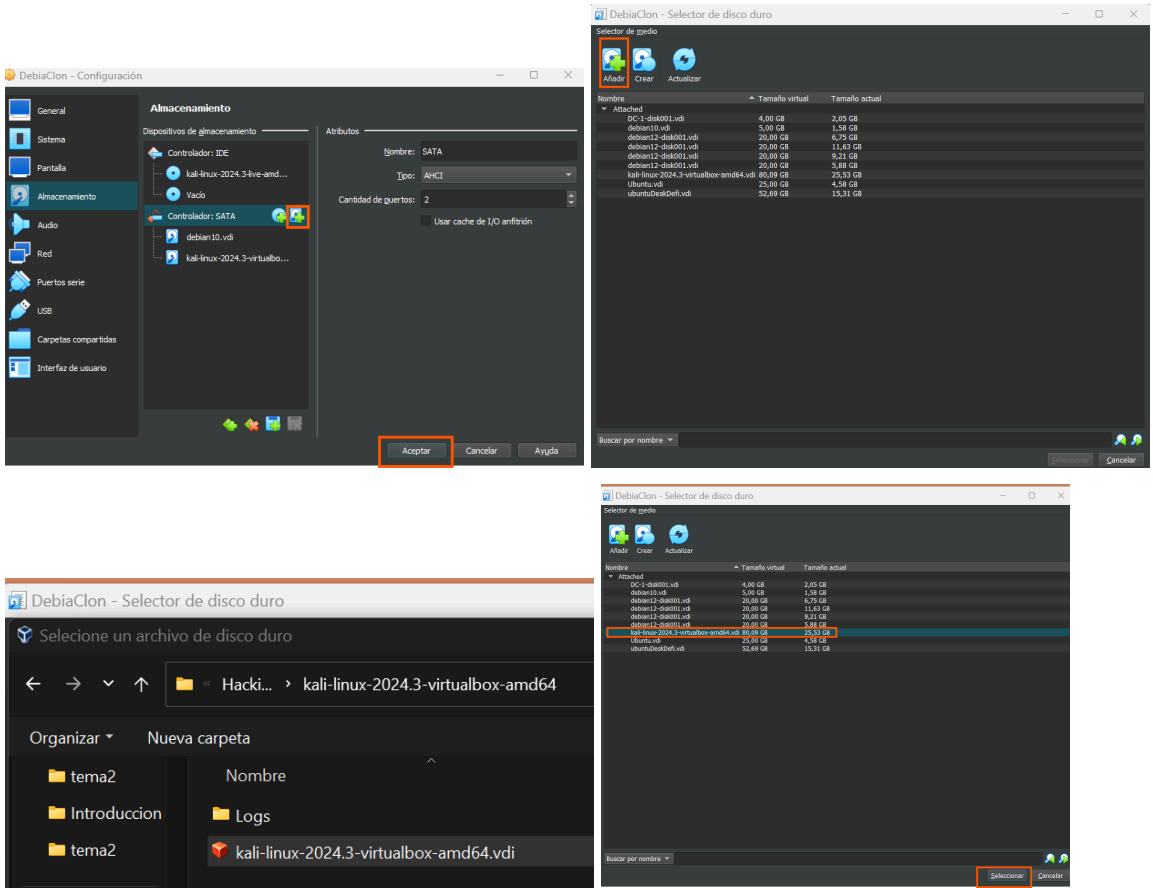 DebiaClon - Configuración
General
Sistema
Pantalla
Almacenamiento
Audio
Red
Puertos serie
USB
Carpetas compartidas
Interfaz de usuario
Almacenamiento
Dispositivos de almacenamiento
Controlador: IDE
kali-linux-2024.3-live-amd...
Vacío
Controlador: SATA
debian10.vdi
kali-linux-2024.3-virtualbo...
Atributos
Nombre: SATA
Tipo: AHCI
Cantidad de puertos: 2
Usar cache de I/O anfitrión
Aceptar Cancelar Ayuda
DebiaClon - Selector de disco duro
Selector de medio
Añadir Crear Actualizar
Nombre Tamaño virtual Tamaño actual
Attached
DC-1-disk001.vdi 4,00 GB 2,05 GB
debian10.vdi 5,00 GB 1,58 GB
debian12-disk001.vdi 20,00 GB 6,75 GB
debian12-disk001.vdi 20,00 GB 11,63 GB
debian12-disk001.vdi 20,00 GB 9,21 GB
debian12-disk001.vdi 20,00 GB 5,88 GB
kali-linux-2024.3-virtualbox-amd64.vdi 80,09 GB 25,53 GB
Ubuntu.vdi 25,00 GB 4,58 GB
ubuntuDeskDefi.vdi 52,69 GB 15,31 GB
Buscar por nombre
Seleccionar Cancelar
DebiaClon - Selector de disco duro
Selecione un archivo de disco duro
« Hacki... › kali-linux-2024.3-virtualbox-amd64
Organizar Nueva carpeta
tema2
Introduccion
tema2
Nombre
Logs
kali-linux-2024.3-virtualbox-amd64.vdi
DebiaClon - Selector de disco duro
Selector de medio
Añadir Crear Actualizar
Nombre Tamaño virtual Tamaño actual
Attached
DC-1-disk001.vdi 4,00 GB 2,05 GB
debian10.vdi 5,00 GB 1,58 GB
debian12-disk001.vdi 20,00 GB 6,75 GB
debian12-disk001.vdi 20,00 GB 11,63 GB
debian12-disk001.vdi 20,00 GB 9,21 GB
debian12-disk001.vdi 20,00 GB 5,88 GB
kali-linux-2024.3-virtualbox-amd64.vdi 80,09 GB 25,53 GB
Ubuntu.vdi 25,00 GB 4,58 GB
ubuntuDeskDefi.vdi 52,69 GB 15,31 GB
Buscar por nombre
Seleccionar Cancelar